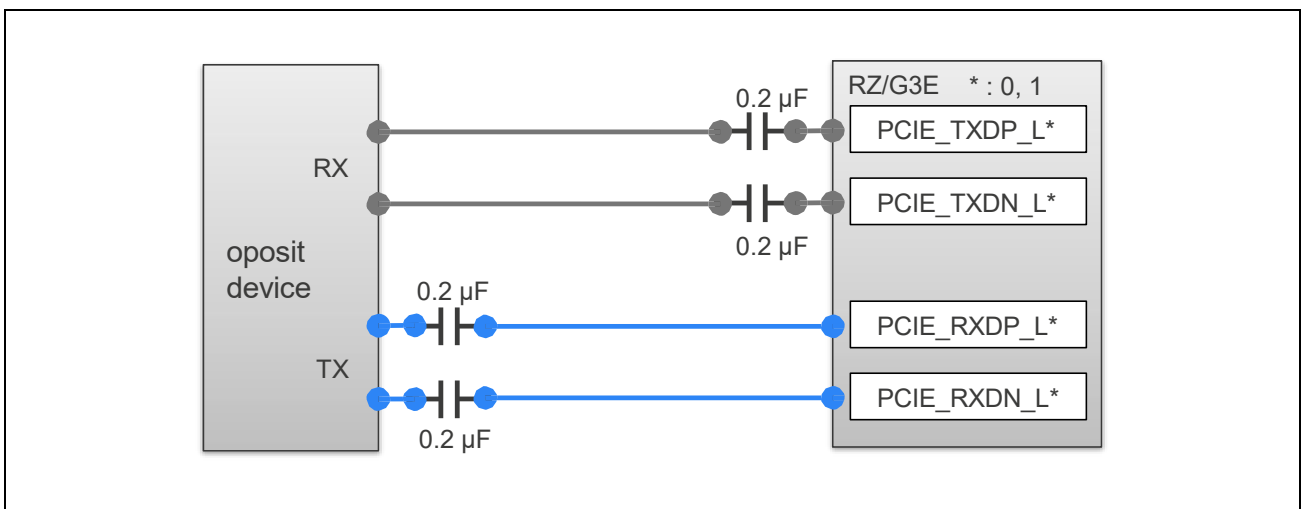 RZ/G3E * : 0, 1
0.2 µF
PCIE_TXDP_L*
RX
PCIE_TXDN_L*
0.2 µF
oposit
device
0.2 µF
PCIE_RXDP_L*
TX
PCIE_RXDN_L*
0.2 µF